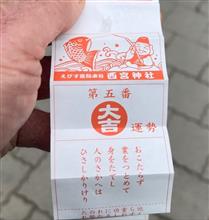 えびす宮総本社 西宮神社
第五番
大吉
運勢
おこたらず
業をつとめて
身をたてし
人のさかへは
ひさしかりけり